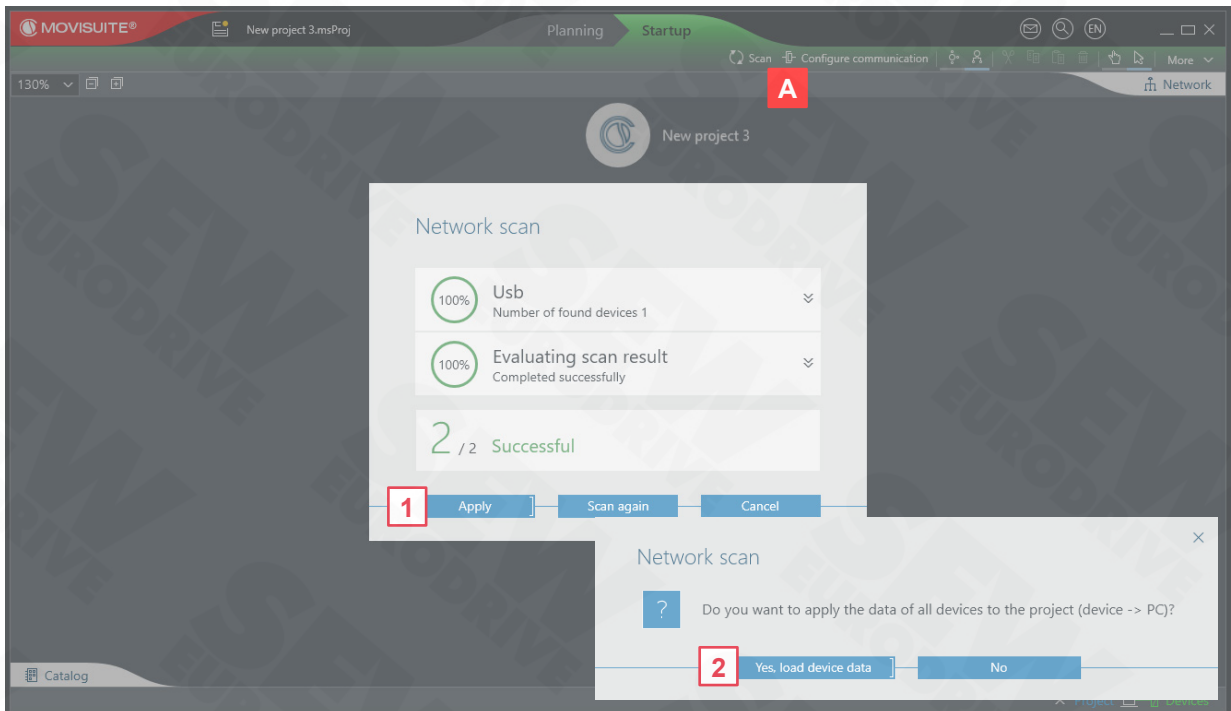 MOVISUITE®
New project 3.msProj
Planning
Startup
EN
Scan
Configure communication
More
130%
A
Network
New project 3
Network scan
100%
Usb
Number of found devices 1
100%
Evaluating scan result
Completed successfully
2 / 2 Successful
1
Apply
Scan again
Cancel
Network scan
?
Do you want to apply the data of all devices to the project (device -> PC)?
2
Yes, load device data
No
Catalog
Project
Devices
SEW
EURODRIVE